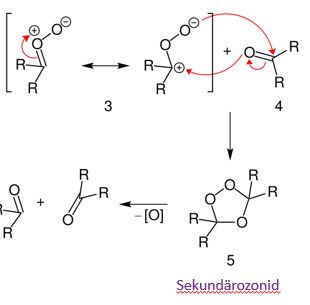 ⊕ O O ⊖ O O ⊖
R R R ⊕ R + O R R
3 4
O R R + O R R – [O] R R O O O R R
5
Sekundärozonid